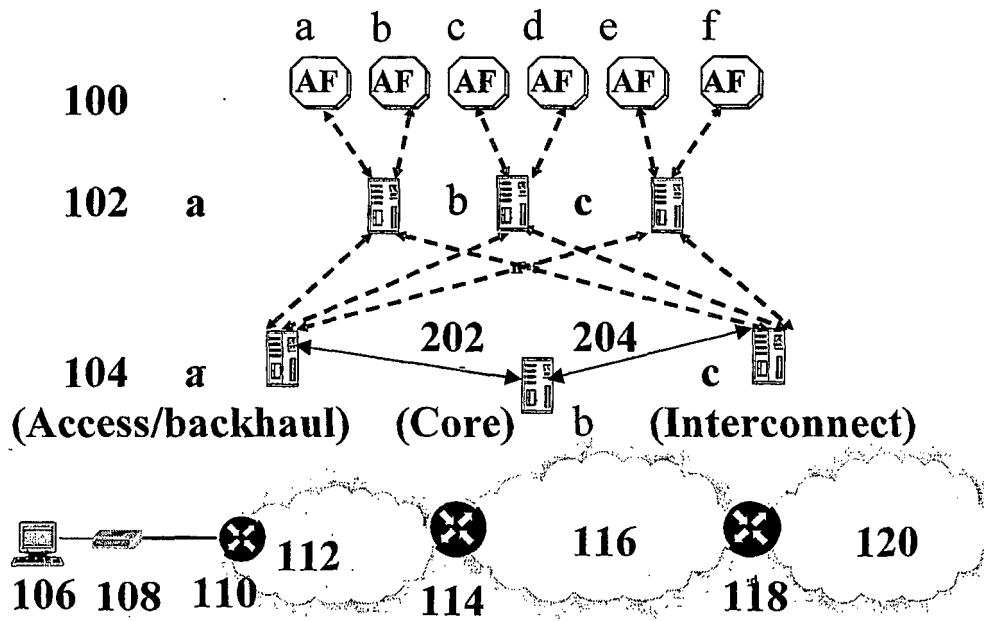 a b c d e f
100 AF AF AF AF AF AF
102 a b c
202 204
104 a c
(Access/backhaul) (Core) b (Interconnect)
112 116 120
106 108 110 114 118